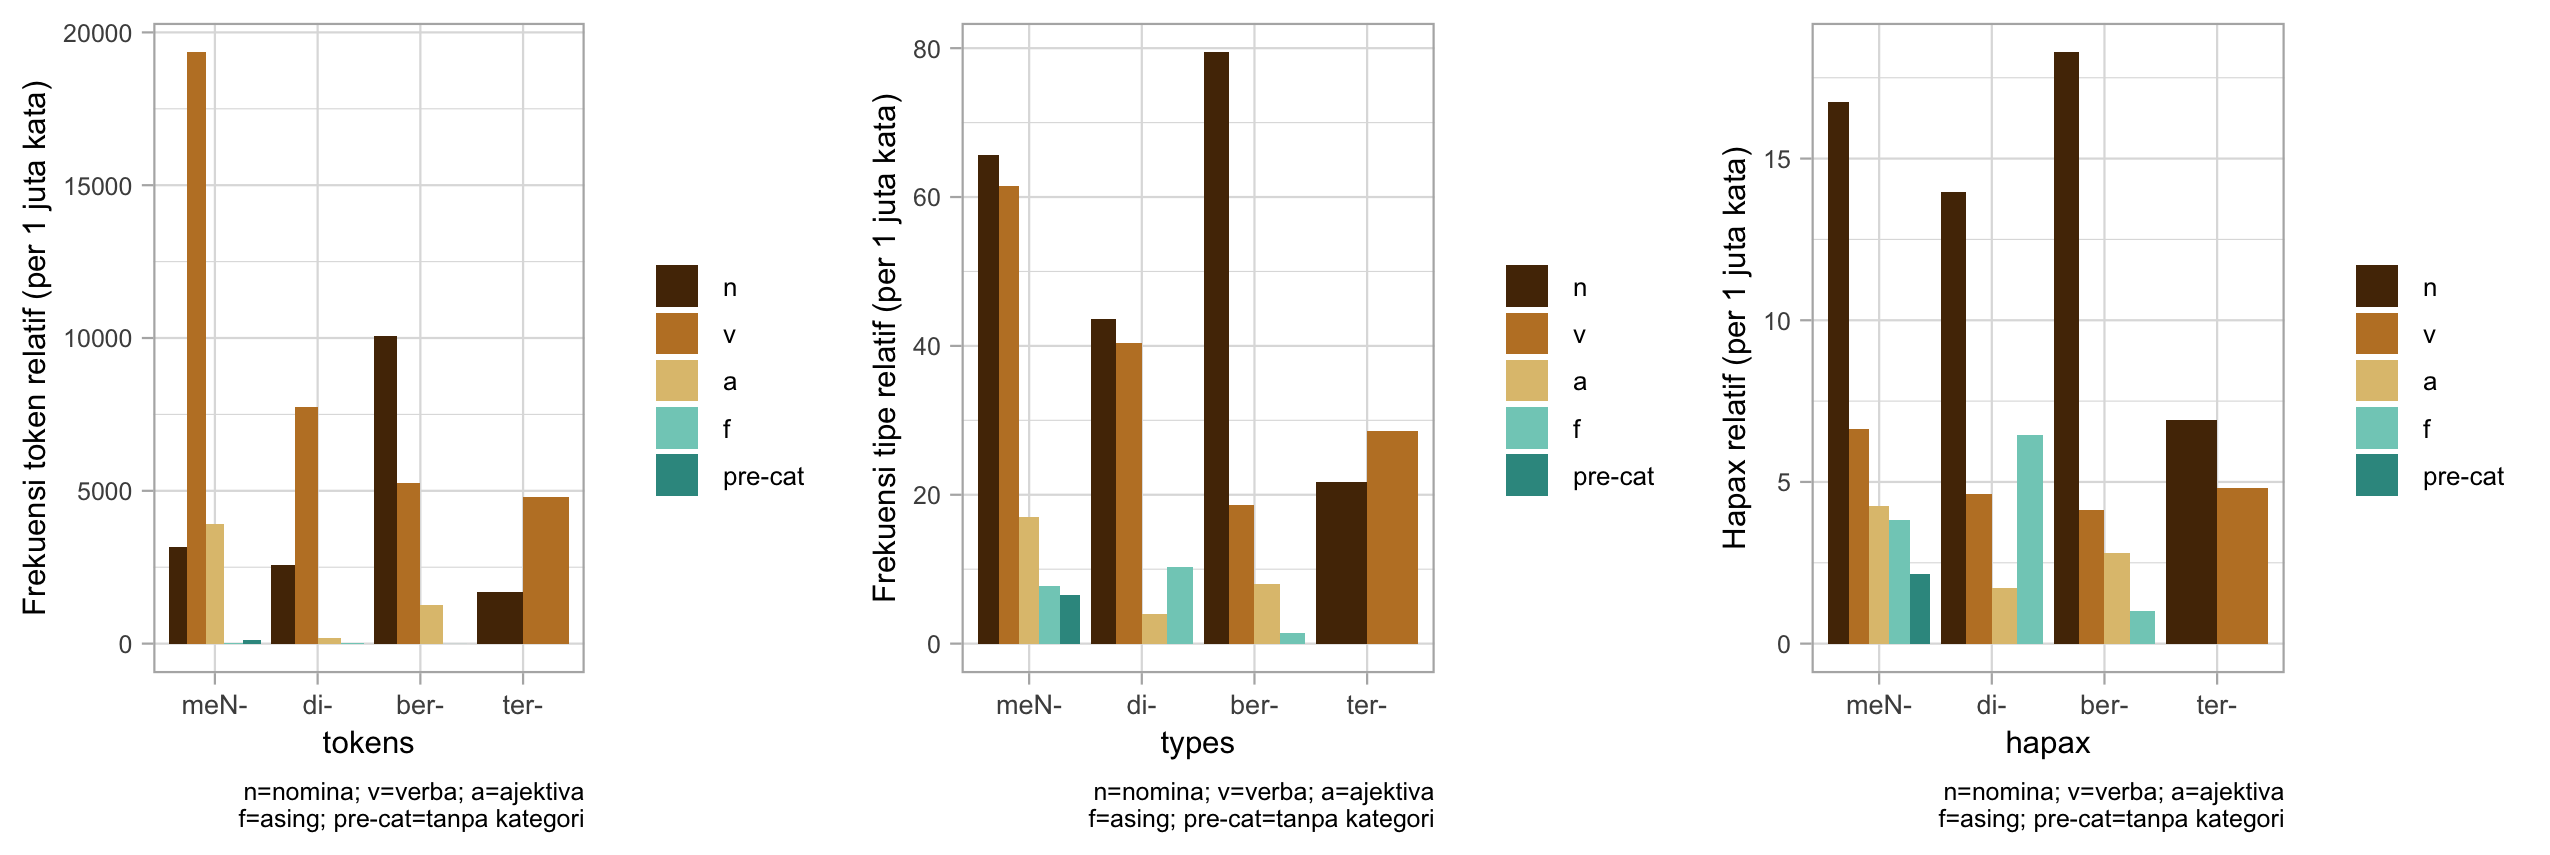 Frekuensi token relatif (per 1 juta kata)
20000
15000
10000
5000
0
meN-
di-
ber-
ter-
tokens
n=nomina; v=verba; a=ajektiva
f=asing; pre-cat=tanpa kategori
n
v
a
f
pre-cat
Frekuensi tipe relatif (per 1 juta kata)
80
60
40
20
0
meN-
di-
ber-
ter-
types
n=nomina; v=verba; a=ajektiva
f=asing; pre-cat=tanpa kategori
n
v
a
f
pre-cat
Hapax relatif (per 1 juta kata)
15
10
5
0
meN-
di-
ber-
ter-
hapax
n=nomina; v=verba; a=ajektiva
f=asing; pre-cat=tanpa kategori
n
v
a
f
pre-cat